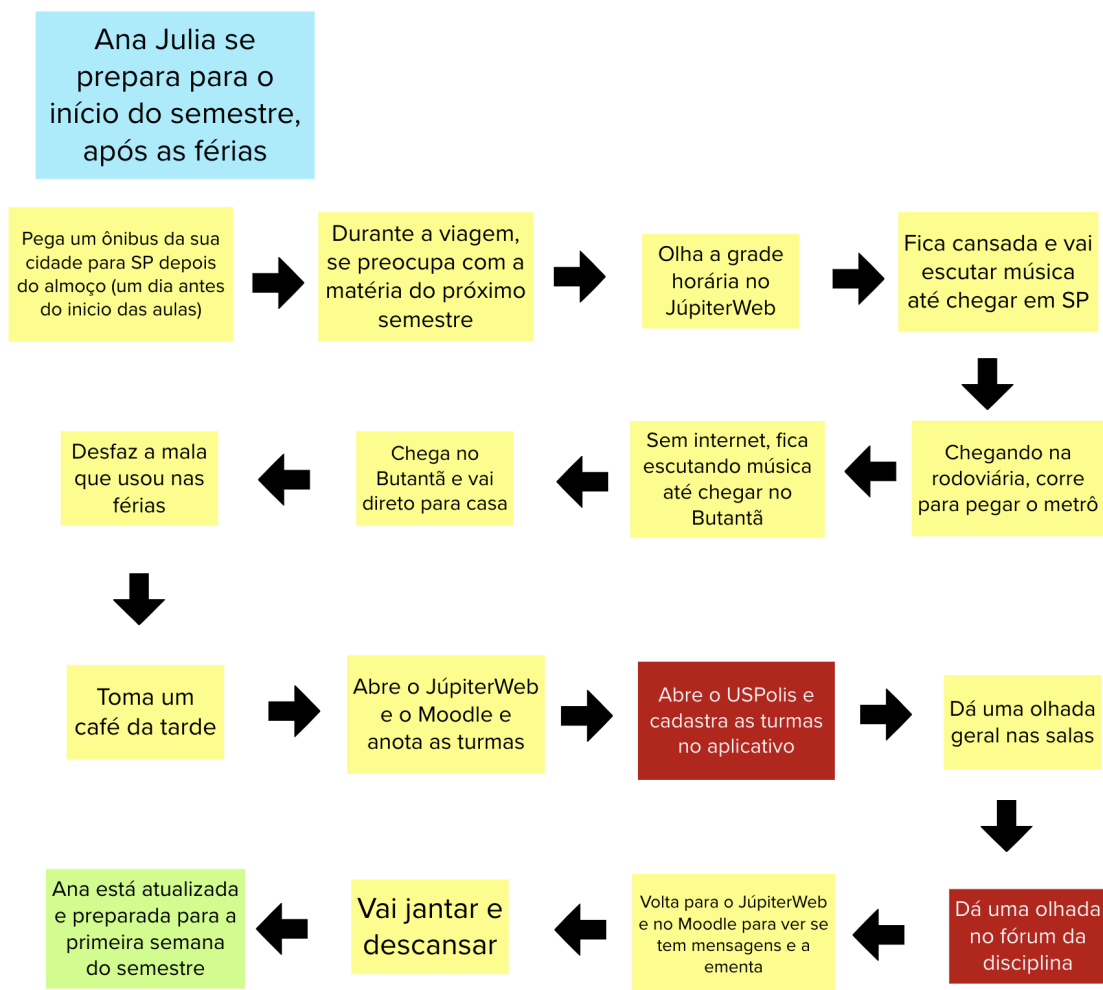 Ana Julia se
prepara para o
início do semestre,
após as férias
Pega um ônibus da sua
cidade para SP depois
do almoço (um dia antes
do inicio das aulas)
Durante a viagem,
se preocupa com a
matéria do próximo
semestre
Olha a grade
horária no
JúpiterWeb
Fica cansada e vai
escutar música
até chegar em SP
Chegando na
rodoviária, corre
para pegar o metrô
Sem internet, fica
escutando música
até chegar no
Butantã
Chega no
Butantã e vai
direto para casa
Desfaz a mala
que usou nas
férias
Toma um
café da tarde
Abre o JúpiterWeb
e o Moodle e
anota as turmas
Abre o USPolis e
cadastra as turmas
no aplicativo
Dá uma olhada
geral nas salas
Dá uma olhada
no fórum da
disciplina
Volta para o JúpiterWeb
e no Moodle para ver se
tem mensagens e a
ementa
Vai jantar e
descansar
Ana está atualizada
e preparada para a
primeira semana
do semestre